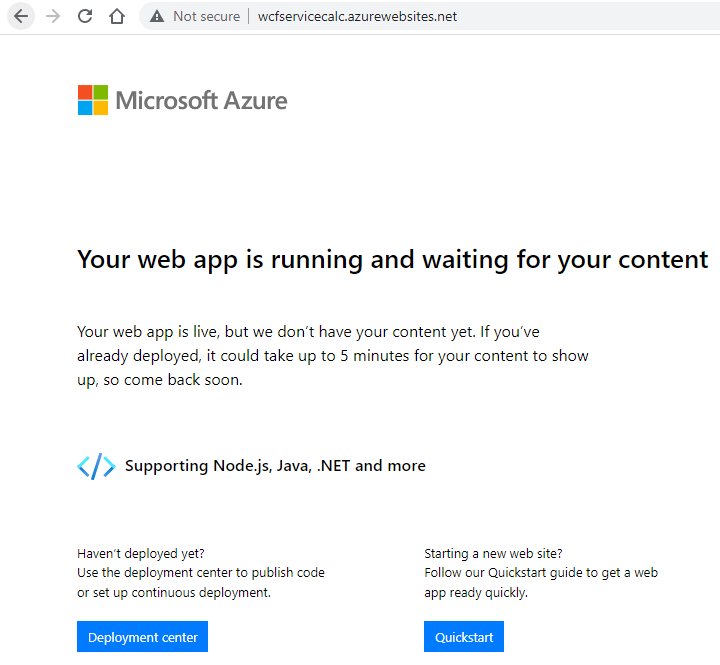 Not secure | wcfservicecalc.azurewebsites.net
Microsoft Azure
Your web app is running and waiting for your content
Your web app is live, but we don't have your content yet. If you've
already deployed, it could take up to 5 minutes for your content to show
up, so come back soon.
</> Supporting Node.js, Java, .NET and more
Haven't deployed yet?
Use the deployment center to publish code
or set up continuous deployment.
Deployment center
Starting a new web site?
Follow our Quickstart guide to get a web
app ready quickly.
Quickstart